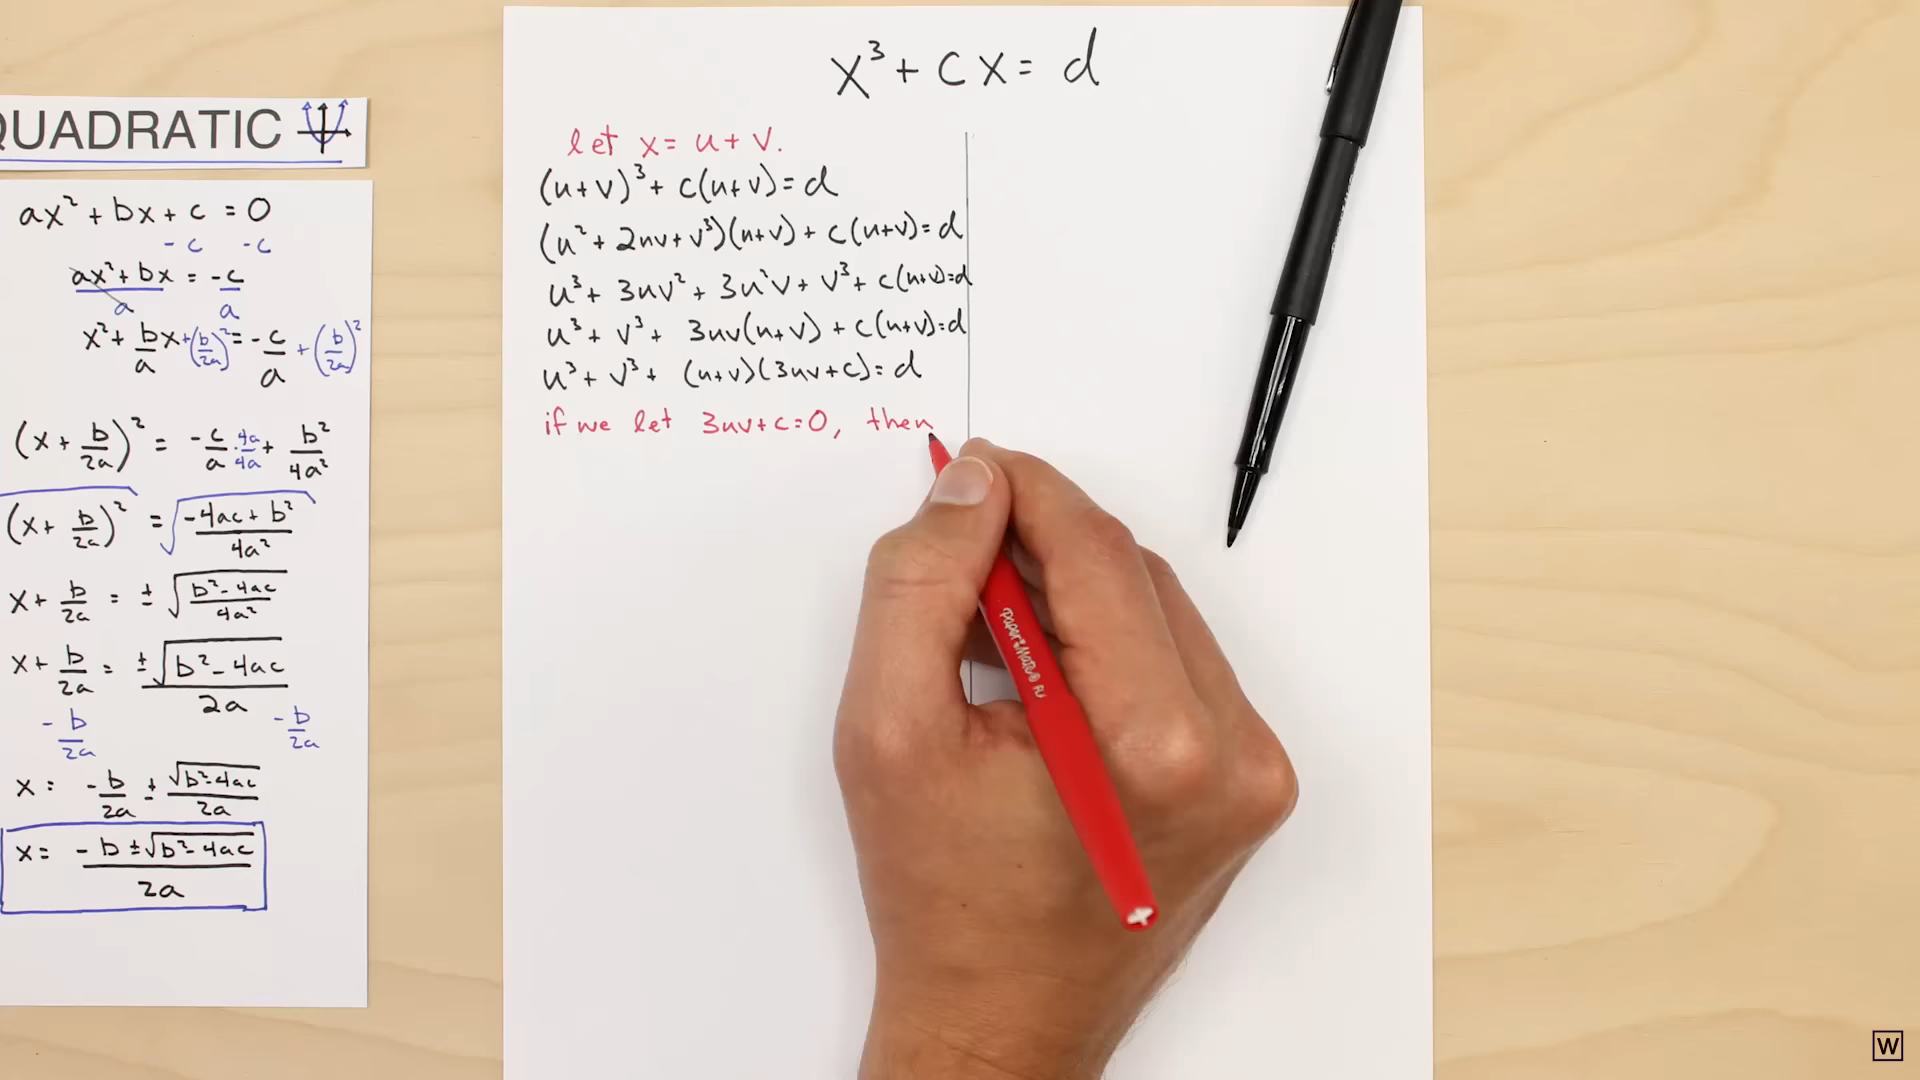 QUADRATIC
ax² + bx + c = 0
- c - c
ax² + bx = -c
a a
x² + b/a x + (b/2a)² = -c/a + (b/2a)²
(x + b/2a)² = -c/a · 4a/4a + b²/4a²
√(x + b/2a)² = √(-4ac + b²)/4a²
x + b/2a = ± √(b² - 4ac)/4a²
x + b/2a = ± √b² - 4ac / 2a
- b/2a - b/2a
x = -b/2a ± √b² - 4ac / 2a
x = -b ± √b² - 4ac / 2a
x³ + cx = d
let x = u + v.
(u+v)³ + c(u+v) = d
(u² + 2uv + v³)(u+v) + c(u+v) = d
u³ + 3uv² + 3u²v + v³ + c(u+v) = d
u³ + v³ + 3uv(u+v) + c(u+v) = d
u³ + v³ + (u+v)(3uv+c) = d
if we let 3uv+c=0, then
Paper Mate®
W